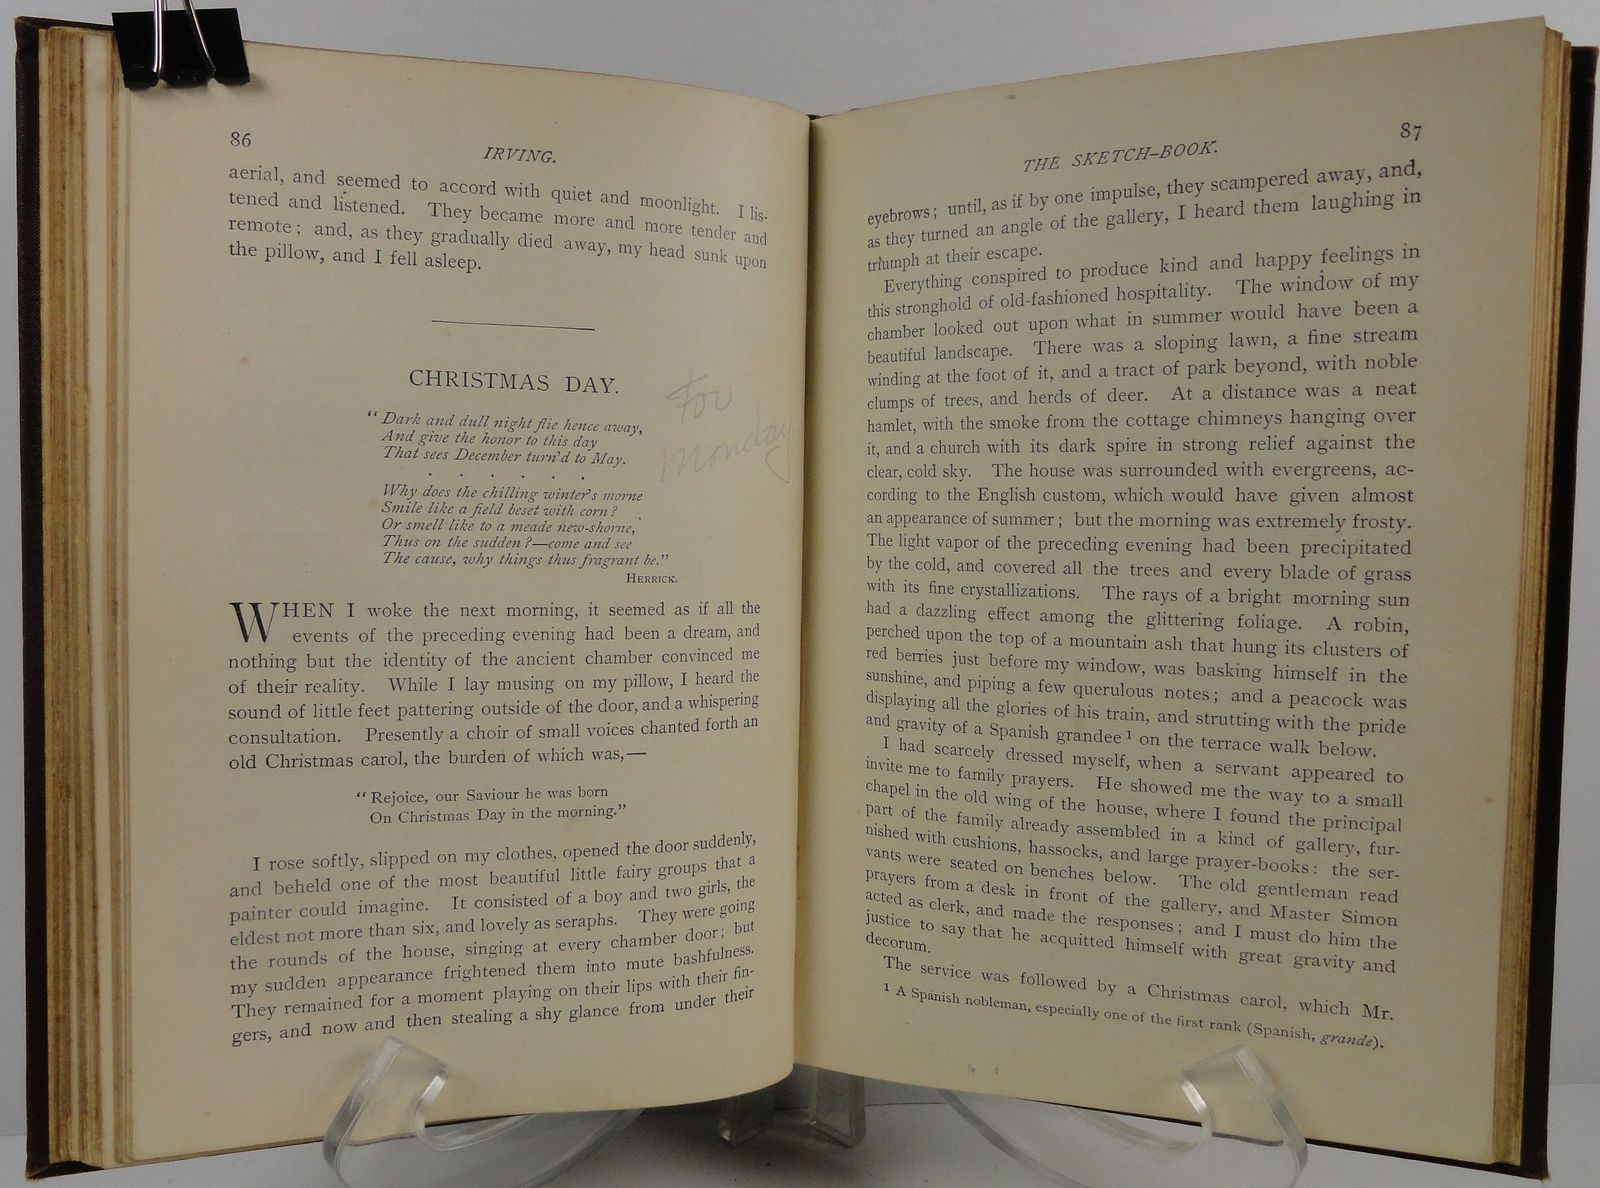 86
IRVING.
aerial, and seemed to accord with quiet and moonlight. I lis-
tened and listened. They became more and more tender and
remote; and, as they gradually died away, my head sunk upon
the pillow, and I fell asleep.
CHRISTMAS DAY.
For
Monday
"Dark and dull night flie hence away,
And give the honor to this day
That sees December turn'd to May.
. . . . .
Why does the chilling winter's morne
Smile like a field beset with corn?
Or smell like to a meade new-shorne,
Thus on the sudden?—come and see
The cause, why things thus fragrant be."
HERRICK.
WHEN I woke the next morning, it seemed as if all the
events of the preceding evening had been a dream, and
nothing but the identity of the ancient chamber convinced me
of their reality. While I lay musing on my pillow, I heard the
sound of little feet pattering outside of the door, and a whispering
consultation. Presently a choir of small voices chanted forth an
old Christmas carol, the burden of which was,—
"Rejoice, our Saviour he was born
On Christmas Day in the morning."
I rose softly, slipped on my clothes, opened the door suddenly,
and beheld one of the most beautiful little fairy groups that a
painter could imagine. It consisted of a boy and two girls, the
eldest not more than six, and lovely as seraphs. They were going
the rounds of the house, singing at every chamber door; but
my sudden appearance frightened them into mute bashfulness.
They remained for a moment playing on their lips with their fin-
gers, and now and then stealing a shy glance from under their
THE SKETCH-BOOK.
87
eyebrows; until, as if by one impulse, they scampered away, and,
as they turned an angle of the gallery, I heard them laughing in
triumph at their escape.
Everything conspired to produce kind and happy feelings in
this stronghold of old-fashioned hospitality. The window of my
chamber looked out upon what in summer would have been a
beautiful landscape. There was a sloping lawn, a fine stream
winding at the foot of it, and a tract of park beyond, with noble
clumps of trees, and herds of deer. At a distance was a neat
hamlet, with the smoke from the cottage chimneys hanging over
it, and a church with its dark spire in strong relief against the
clear, cold sky. The house was surrounded with evergreens, ac-
cording to the English custom, which would have given almost
an appearance of summer; but the morning was extremely frosty.
The light vapor of the preceding evening had been precipitated
by the cold, and covered all the trees and every blade of grass
with its fine crystallizations. The rays of a bright morning sun
had a dazzling effect among the glittering foliage. A robin,
perched upon the top of a mountain ash that hung its clusters of
red berries just before my window, was basking himself in the
sunshine, and piping a few querulous notes; and a peacock was
displaying all the glories of his train, and strutting with the pride
and gravity of a Spanish grandee¹ on the terrace walk below.
I had scarcely dressed myself, when a servant appeared to
invite me to family prayers. He showed me the way to a small
chapel in the old wing of the house, where I found the principal
part of the family already assembled in a kind of gallery, fur-
nished with cushions, hassocks, and large prayer-books: the ser-
vants were seated on benches below. The old gentleman read
prayers from a desk in front of the gallery, and Master Simon
acted as clerk, and made the responses; and I must do him the
justice to say that he acquitted himself with great gravity and
decorum.
The service was followed by a Christmas carol, which Mr.
¹ A Spanish nobleman, especially one of the first rank (Spanish, grande).